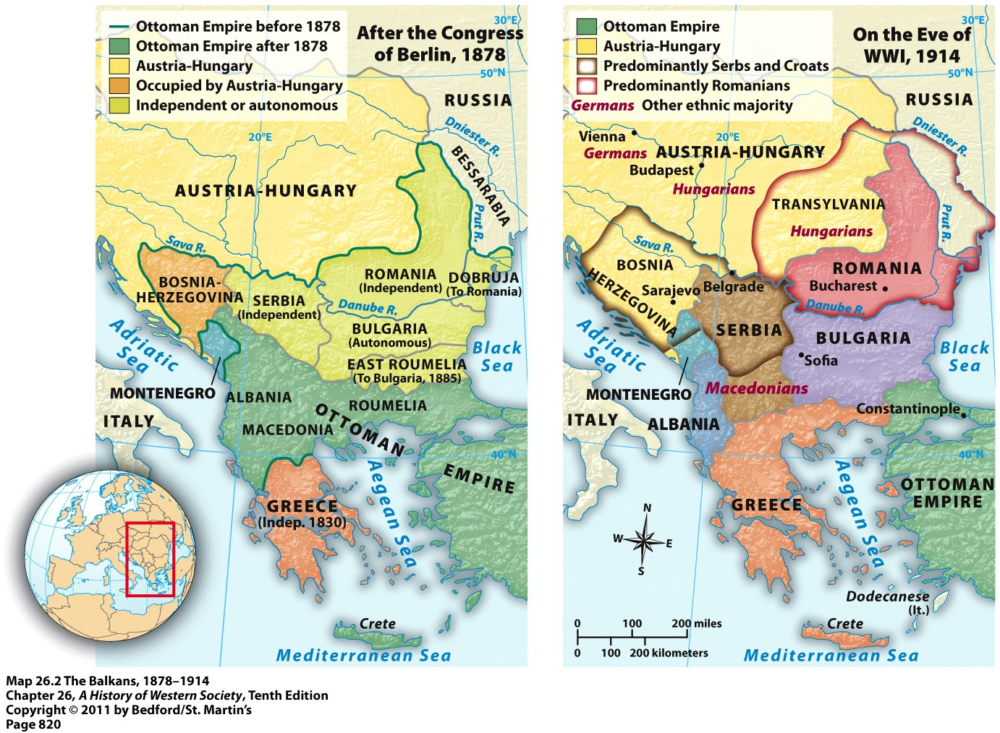 Ottoman Empire before 1878
Ottoman Empire after 1878
Austria-Hungary
Occupied by Austria-Hungary
Independent or autonomous
After the Congress
of Berlin, 1878
30°E
50°N
RUSSIA
20°E
Dniester R.
BESSARABIA
AUSTRIA-HUNGARY
Prut R.
Sava R.
BOSNIA-
HERZEGOVINA
SERBIA
(Independent)
ROMANIA
(Independent)
DOBRUJA
(To Romania)
Danube R.
BULGARIA
(Autonomous)
Adriatic
Sea
Black
Sea
EAST ROUMELIA
(To Bulgaria, 1885)
MONTENEGRO
ALBANIA
ROUMELIA
ITALY
MACEDONIA
OTTOMAN
EMPIRE
40°N
Aegean Sea
GREECE
(Indep. 1830)
Crete
Mediterranean Sea
Ottoman Empire
Austria-Hungary
Predominantly Serbs and Croats
Predominantly Romanians
Germans Other ethnic majority
On the Eve of
WWI, 1914
30°E
50°N
RUSSIA
Dniester R.
Vienna
20°E
Germans
AUSTRIA-HUNGARY
Budapest
Hungarians
TRANSYLVANIA
Hungarians
Prut R.
Sava R.
BOSNIA
HERZEGOVINA
Sarajevo
Belgrade
ROMANIA
Bucharest
Danube R.
SERBIA
BULGARIA
Sofia
Adriatic
Sea
Black
Sea
Macedonians
MONTENEGRO
Constantinople
ITALY
ALBANIA
40°N
Aegean Sea
OTTOMAN
EMPIRE
GREECE
N
W E
S
Dodecanese
(It.)
0 100 200 miles
0 100 200 kilometers
Crete
Mediterranean Sea
Map 26.2 The Balkans, 1878–1914
Chapter 26, A History of Western Society, Tenth Edition
Copyright © 2011 by Bedford/St. Martin's
Page 820